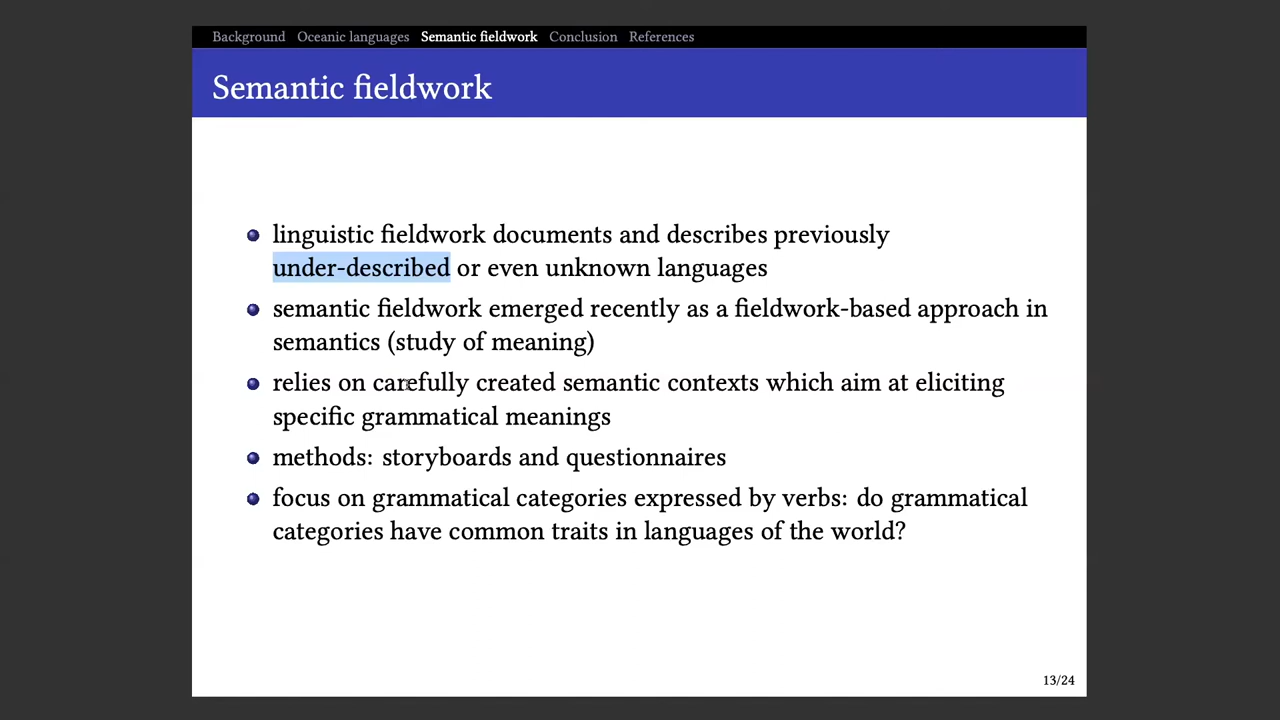 Background Oceanic languages Semantic fieldwork Conclusion References
Semantic fieldwork
linguistic fieldwork documents and describes previously
under-described or even unknown languages
semantic fieldwork emerged recently as a fieldwork-based approach in
semantics (study of meaning)
relies on carefully created semantic contexts which aim at eliciting
specific grammatical meanings
methods: storyboards and questionnaires
focus on grammatical categories expressed by verbs: do grammatical
categories have common traits in languages of the world?
13/24